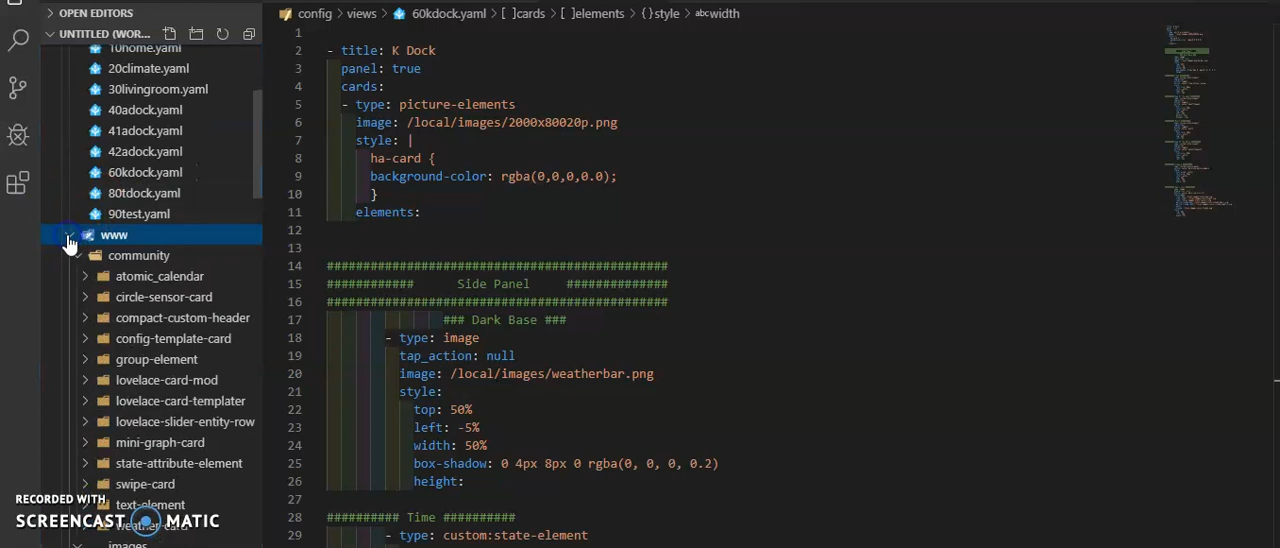 OPEN EDITORS
UNTITLED (WOR...
10home.yaml
20climate.yaml
30livingroom.yaml
40adock.yaml
41adock.yaml
42adock.yaml
60kdock.yaml
80tdock.yaml
90test.yaml
www
community
atomic_calendar
circle-sensor-card
compact-custom-header
config-template-card
group-element
lovelace-card-mod
lovelace-card-templater
lovelace-slider-entity-row
mini-graph-card
state-attribute-element
swipe-card
text-element
weather-card
images
RECORDED WITH
SCREENCAST MATIC
config > views > 60kdock.yaml > [ ]cards > [ ]elements > {}style > abcwidth
1
2 - title: K Dock
3 panel: true
4 cards:
5 - type: picture-elements
6 image: /local/images/2000x80020p.png
7 style: |
8 ha-card {
9 background-color: rgba(0,0,0,0.0);
10 }
11 elements:
12
13
14 ###############################################
15 ############ Side Panel ##############
16 ###############################################
17 ### Dark Base ###
18 - type: image
19 tap_action: null
20 image: /local/images/weatherbar.png
21 style:
22 top: 50%
23 left: -5%
24 width: 50%
25 box-shadow: 0 4px 8px 0 rgba(0, 0, 0, 0.2)
26 height:
27
28 ########## Time ##########
29 - type: custom:state-element